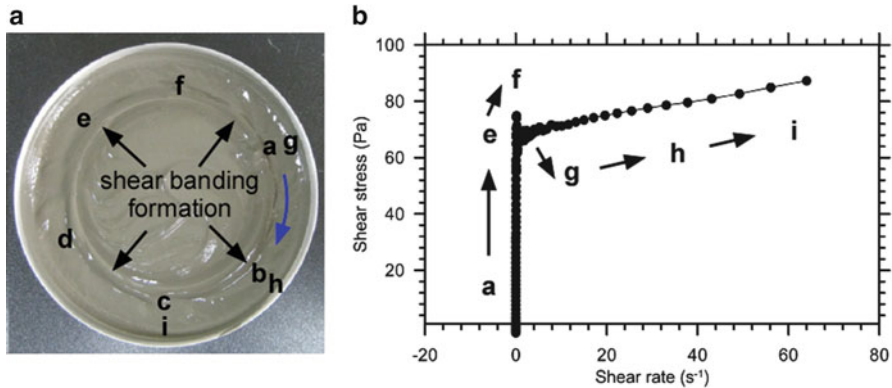 a
f
e
a g
shear banding
formation
d
b h
c
i
b
100
80
60
40
20
Shear stress (Pa)
f
e
g
h
i
a
-20
0
20
40
60
80
Shear rate (s⁻¹)